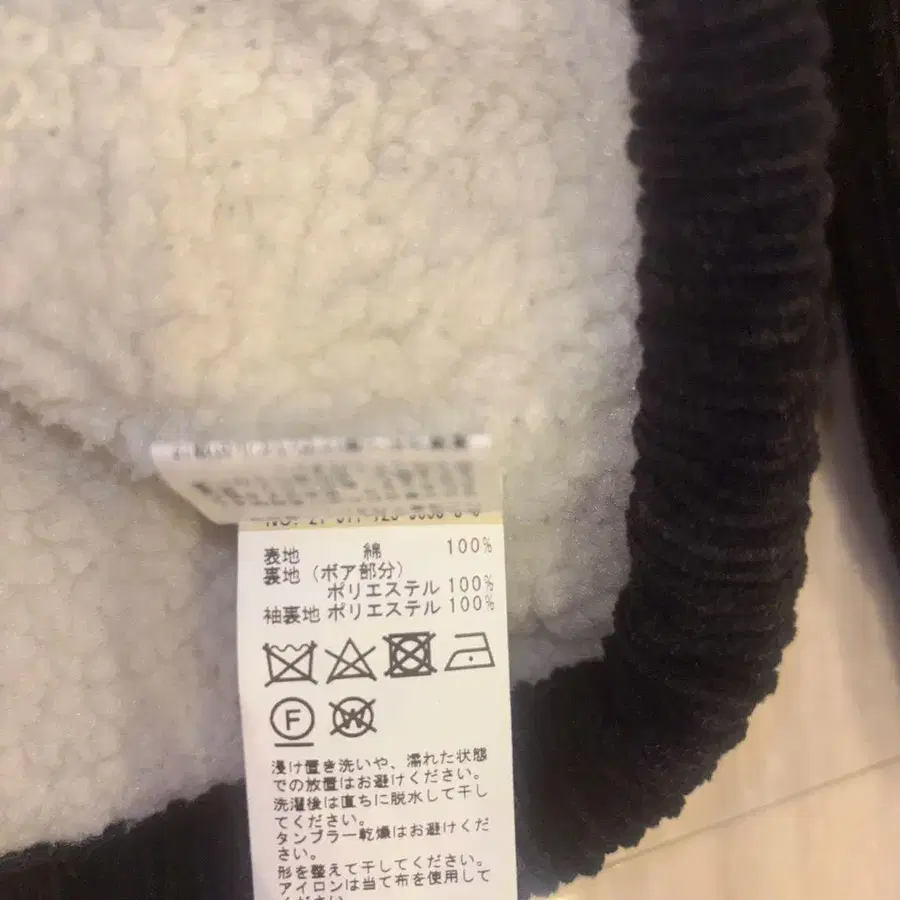 表地 綿 100%
裏地 (ボア部分)
ポリエステル 100%
袖裏地 ポリエステル 100%
F
W
浸け置き洗いや、濡れた状態
での放置はお避けください。
洗濯後は直ちに脱水して干し
てください。
タンブラー乾燥はお避けくだ
さい。
形を整えて干してください。
アイロンは当て布を使用して